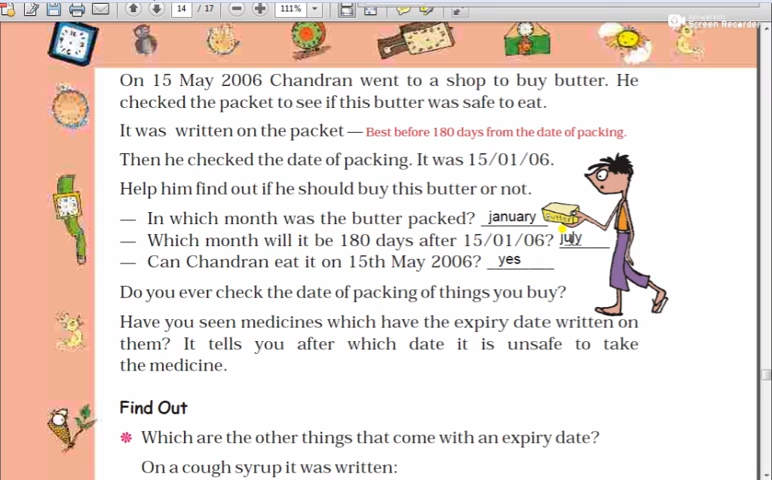 14 / 17
111%
Screen Recorder
On 15 May 2006 Chandran went to a shop to buy butter. He
checked the packet to see if this butter was safe to eat.
It was written on the packet — Best before 180 days from the date of packing.
Then he checked the date of packing. It was 15/01/06.
Help him find out if he should buy this butter or not.
— In which month was the butter packed? january
— Which month will it be 180 days after 15/01/06? july
— Can Chandran eat it on 15th May 2006? yes
Do you ever check the date of packing of things you buy?
Have you seen medicines which have the expiry date written on
them? It tells you after which date it is unsafe to take
the medicine.
Find Out
Which are the other things that come with an expiry date?
On a cough syrup it was written: